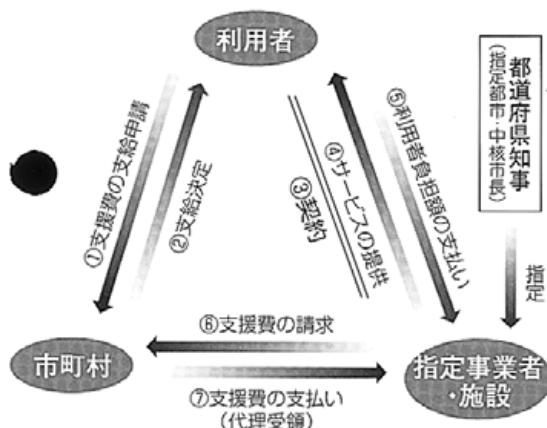 利用者
都道府県知事
(指定都市・中核市長)
①支援費の支給申請
②支給決定
③契約
④サービスの提供
⑤利用者負担額の支払い
指定
⑥支援費の請求
市町村
指定事業者
・施設
⑦支援費の支払い
(代理受領)